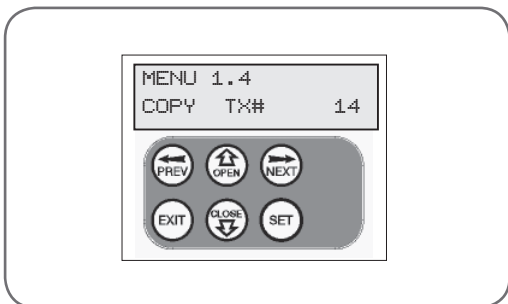 MENU 1.4
COPY TX# 14
PREV OPEN NEXT
EXIT CLOSE SET